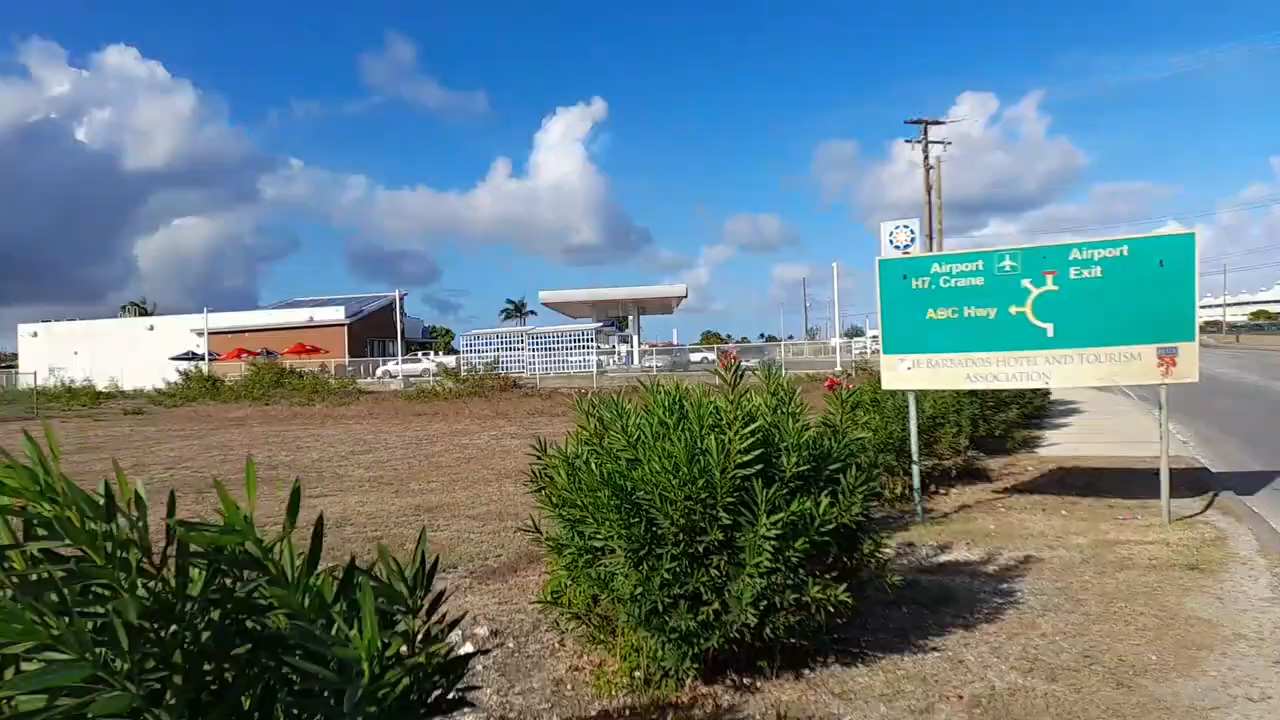 Airport
H7, Crane
Airport
Exit
ABC Hwy
THE BARBADOS HOTEL AND TOURISM
ASSOCIATION